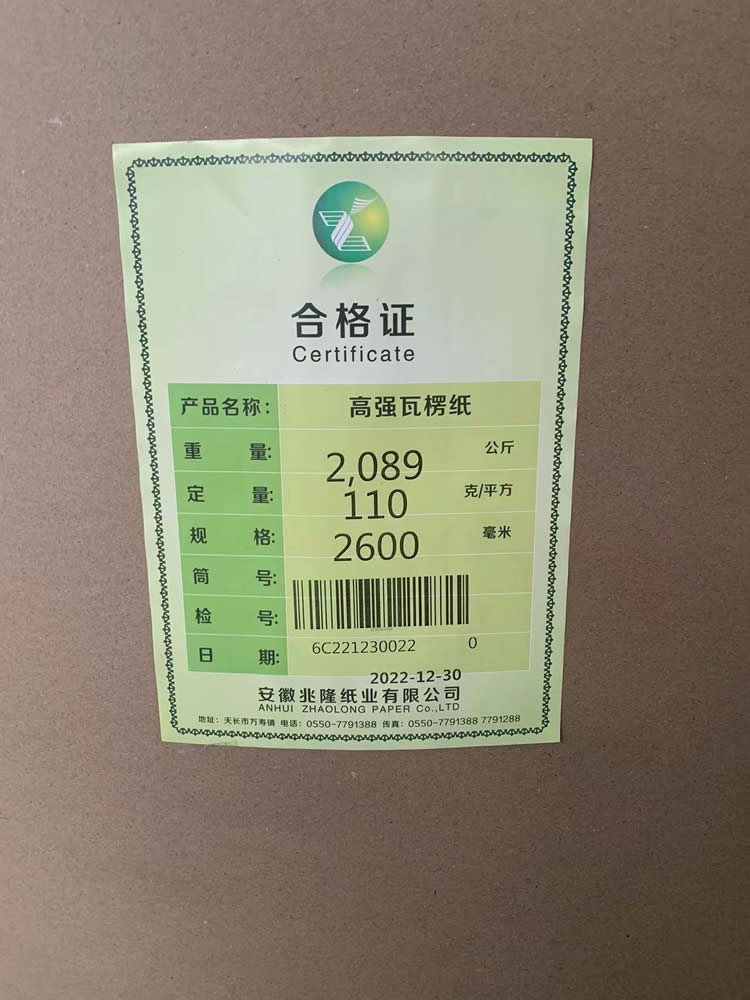 合格证
Certificate
产品名称： 高强瓦楞纸
重量: 2,089 公斤
定量: 110 克/平方
规格: 2600 毫米
筒号:
检号: 6C221230022 0
日期: 2022-12-30
安徽兆隆纸业有限公司
ANHUI ZHAOLONG PAPER Co.,LTD
地址：天长市万寿镇 电话：0550-7791388 传真：0550-7791388 7791288